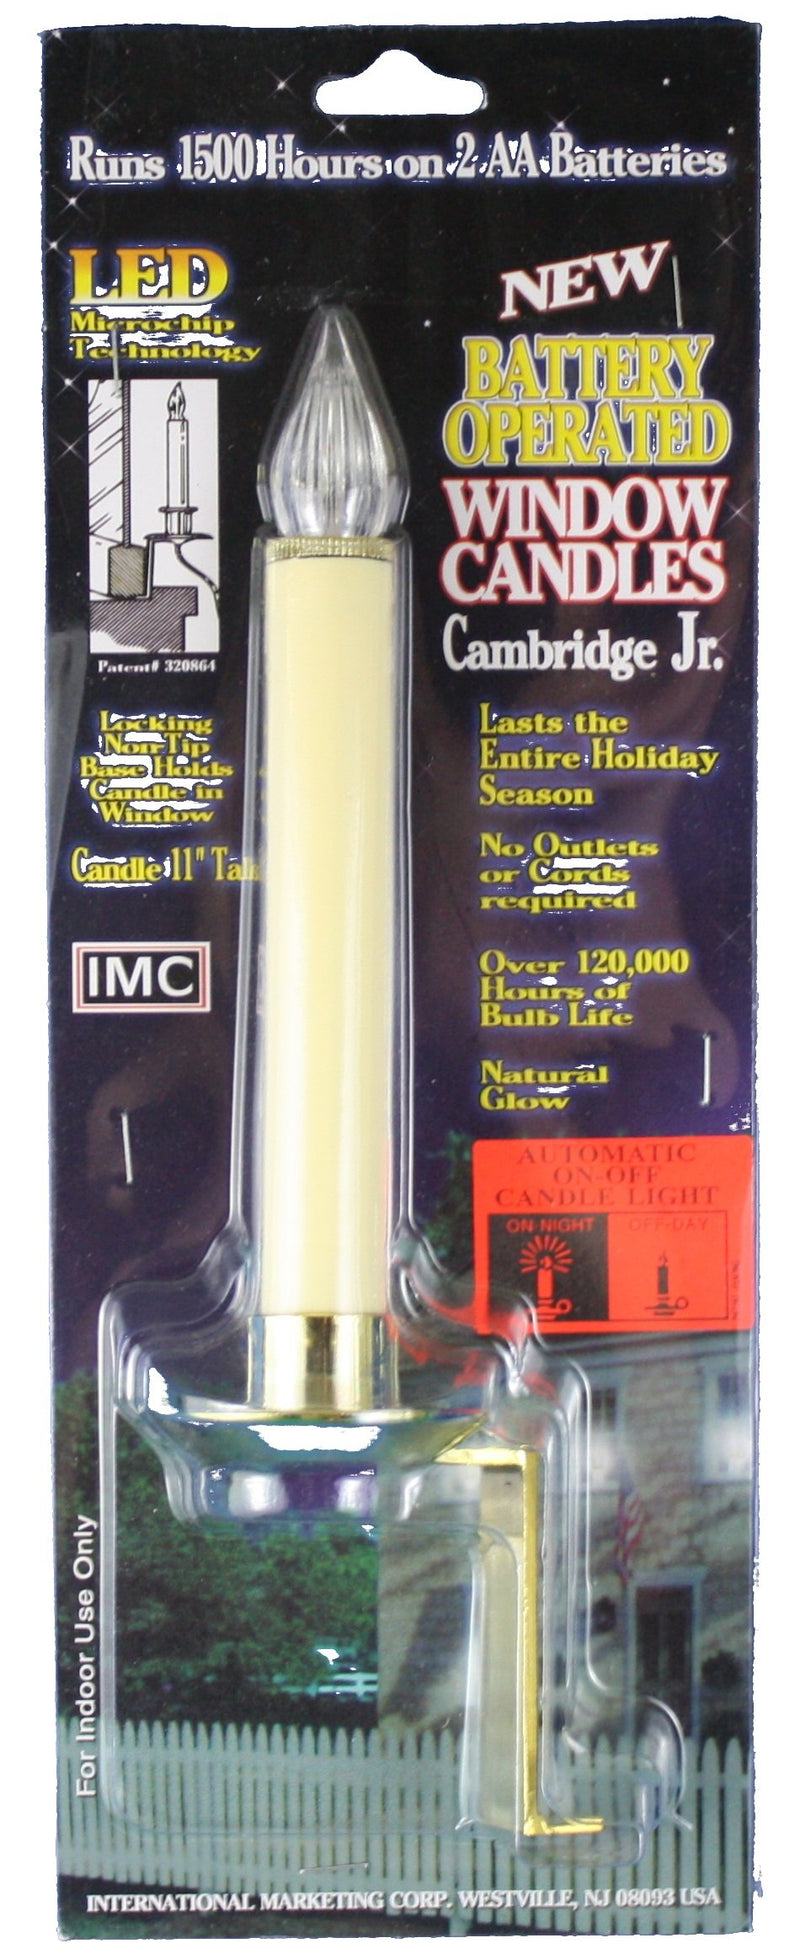 Runs 1500 Hours on 2 AA Batteries
LED
Microchip
Technology
Patent# 320864
Locking
Non Tip
Base Holds
Candle in
Window
Candle 11" Tall
IMC
NEW
BATTERY
OPERATED
WINDOW
CANDLES
Cambridge Jr.
Lasts the
Entire Holiday
Season
No Outlets
or Cords
required
Over 120,000
Hours of
Bulb Life
Natural
Glow
AUTOMATIC
ON-OFF
CANDLE LIGHT
ON-NIGHT
OFF-DAY
For Indoor Use Only
INTERNATIONAL MARKETING CORP. WESTVILLE, NJ 08093 USA